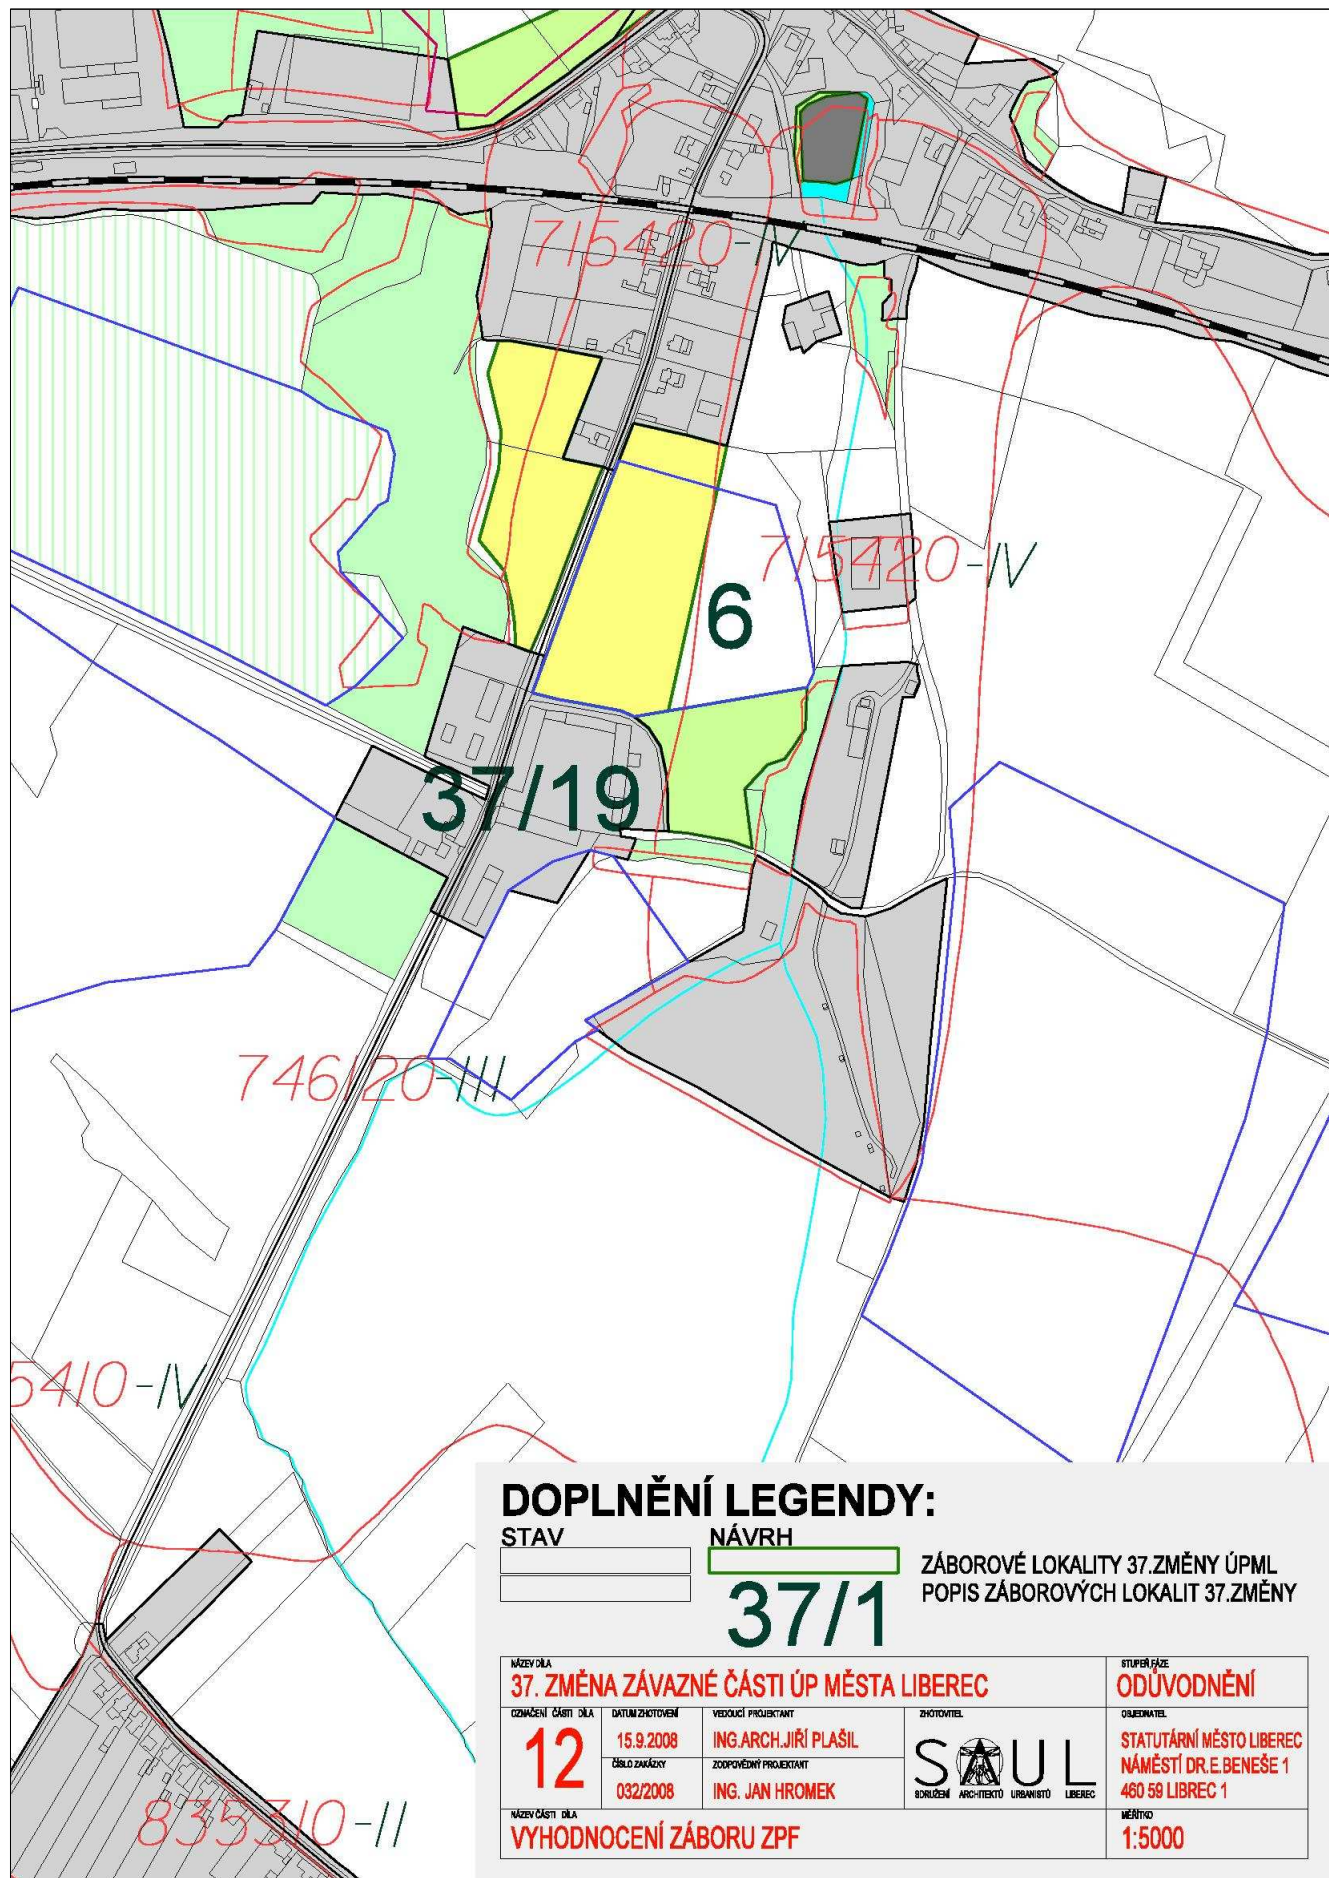 715420-IV
715420-IV
6
37/19
746120-III
5410-IV
835310-II
DOPLNĚNÍ LEGENDY:
STAV NÁVRH
ZÁBOROVÉ LOKALITY 37.ZMĚNY ÚPML
37/1 POPIS ZÁBOROVÝCH LOKALIT 37.ZMĚNY
NÁZEV DÍLA
37. ZMĚNA ZÁVAZNÉ ČÁSTI ÚP MĚSTA LIBEREC
STUPEŇ/FÁZE
ODŮVODNĚNÍ
OZNAČENÍ ČÁSTI DÍLA
12
DATUM ZHOTOVENÍ
15.9.2008
ČÍSLO ZAKÁZKY
032/2008
VEDOUCÍ PROJEKTANT
ING.ARCH.JIŘÍ PLAŠIL
ZODPOVĚDNÝ PROJEKTANT
ING. JAN HROMEK
ZHOTOVITEL
SAUL
SDRUŽENÍ ARCHITEKTŮ URBANISTŮ LIBEREC
OBJEDNATEL
STATUTÁRNÍ MĚSTO LIBEREC
NÁMĚSTÍ DR.E.BENEŠE 1
460 59 LIBREC 1
NÁZEV ČÁSTI DÍLA
VYHODNOCENÍ ZÁBORU ZPF
MĚŘÍTKO
1:5000